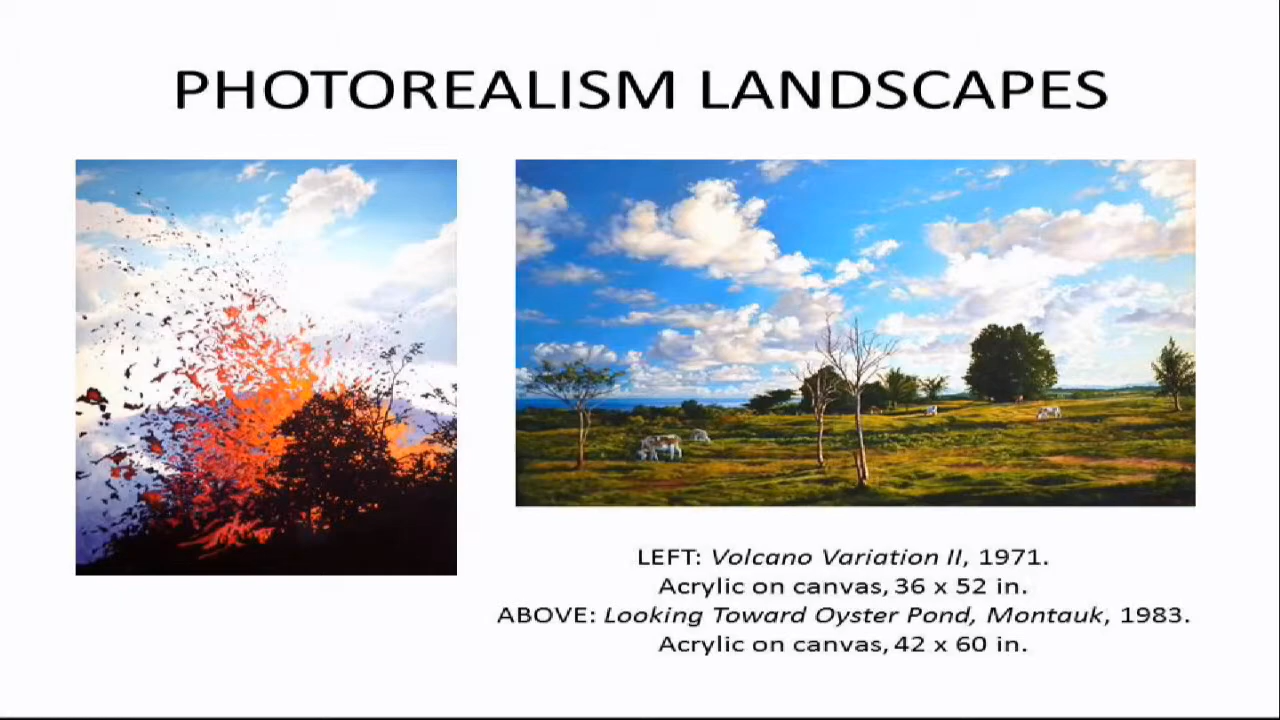 PHOTOREALISM LANDSCAPES
LEFT: Volcano Variation II, 1971.
Acrylic on canvas, 36 x 52 in.
ABOVE: Looking Toward Oyster Pond, Montauk, 1983.
Acrylic on canvas, 42 x 60 in.